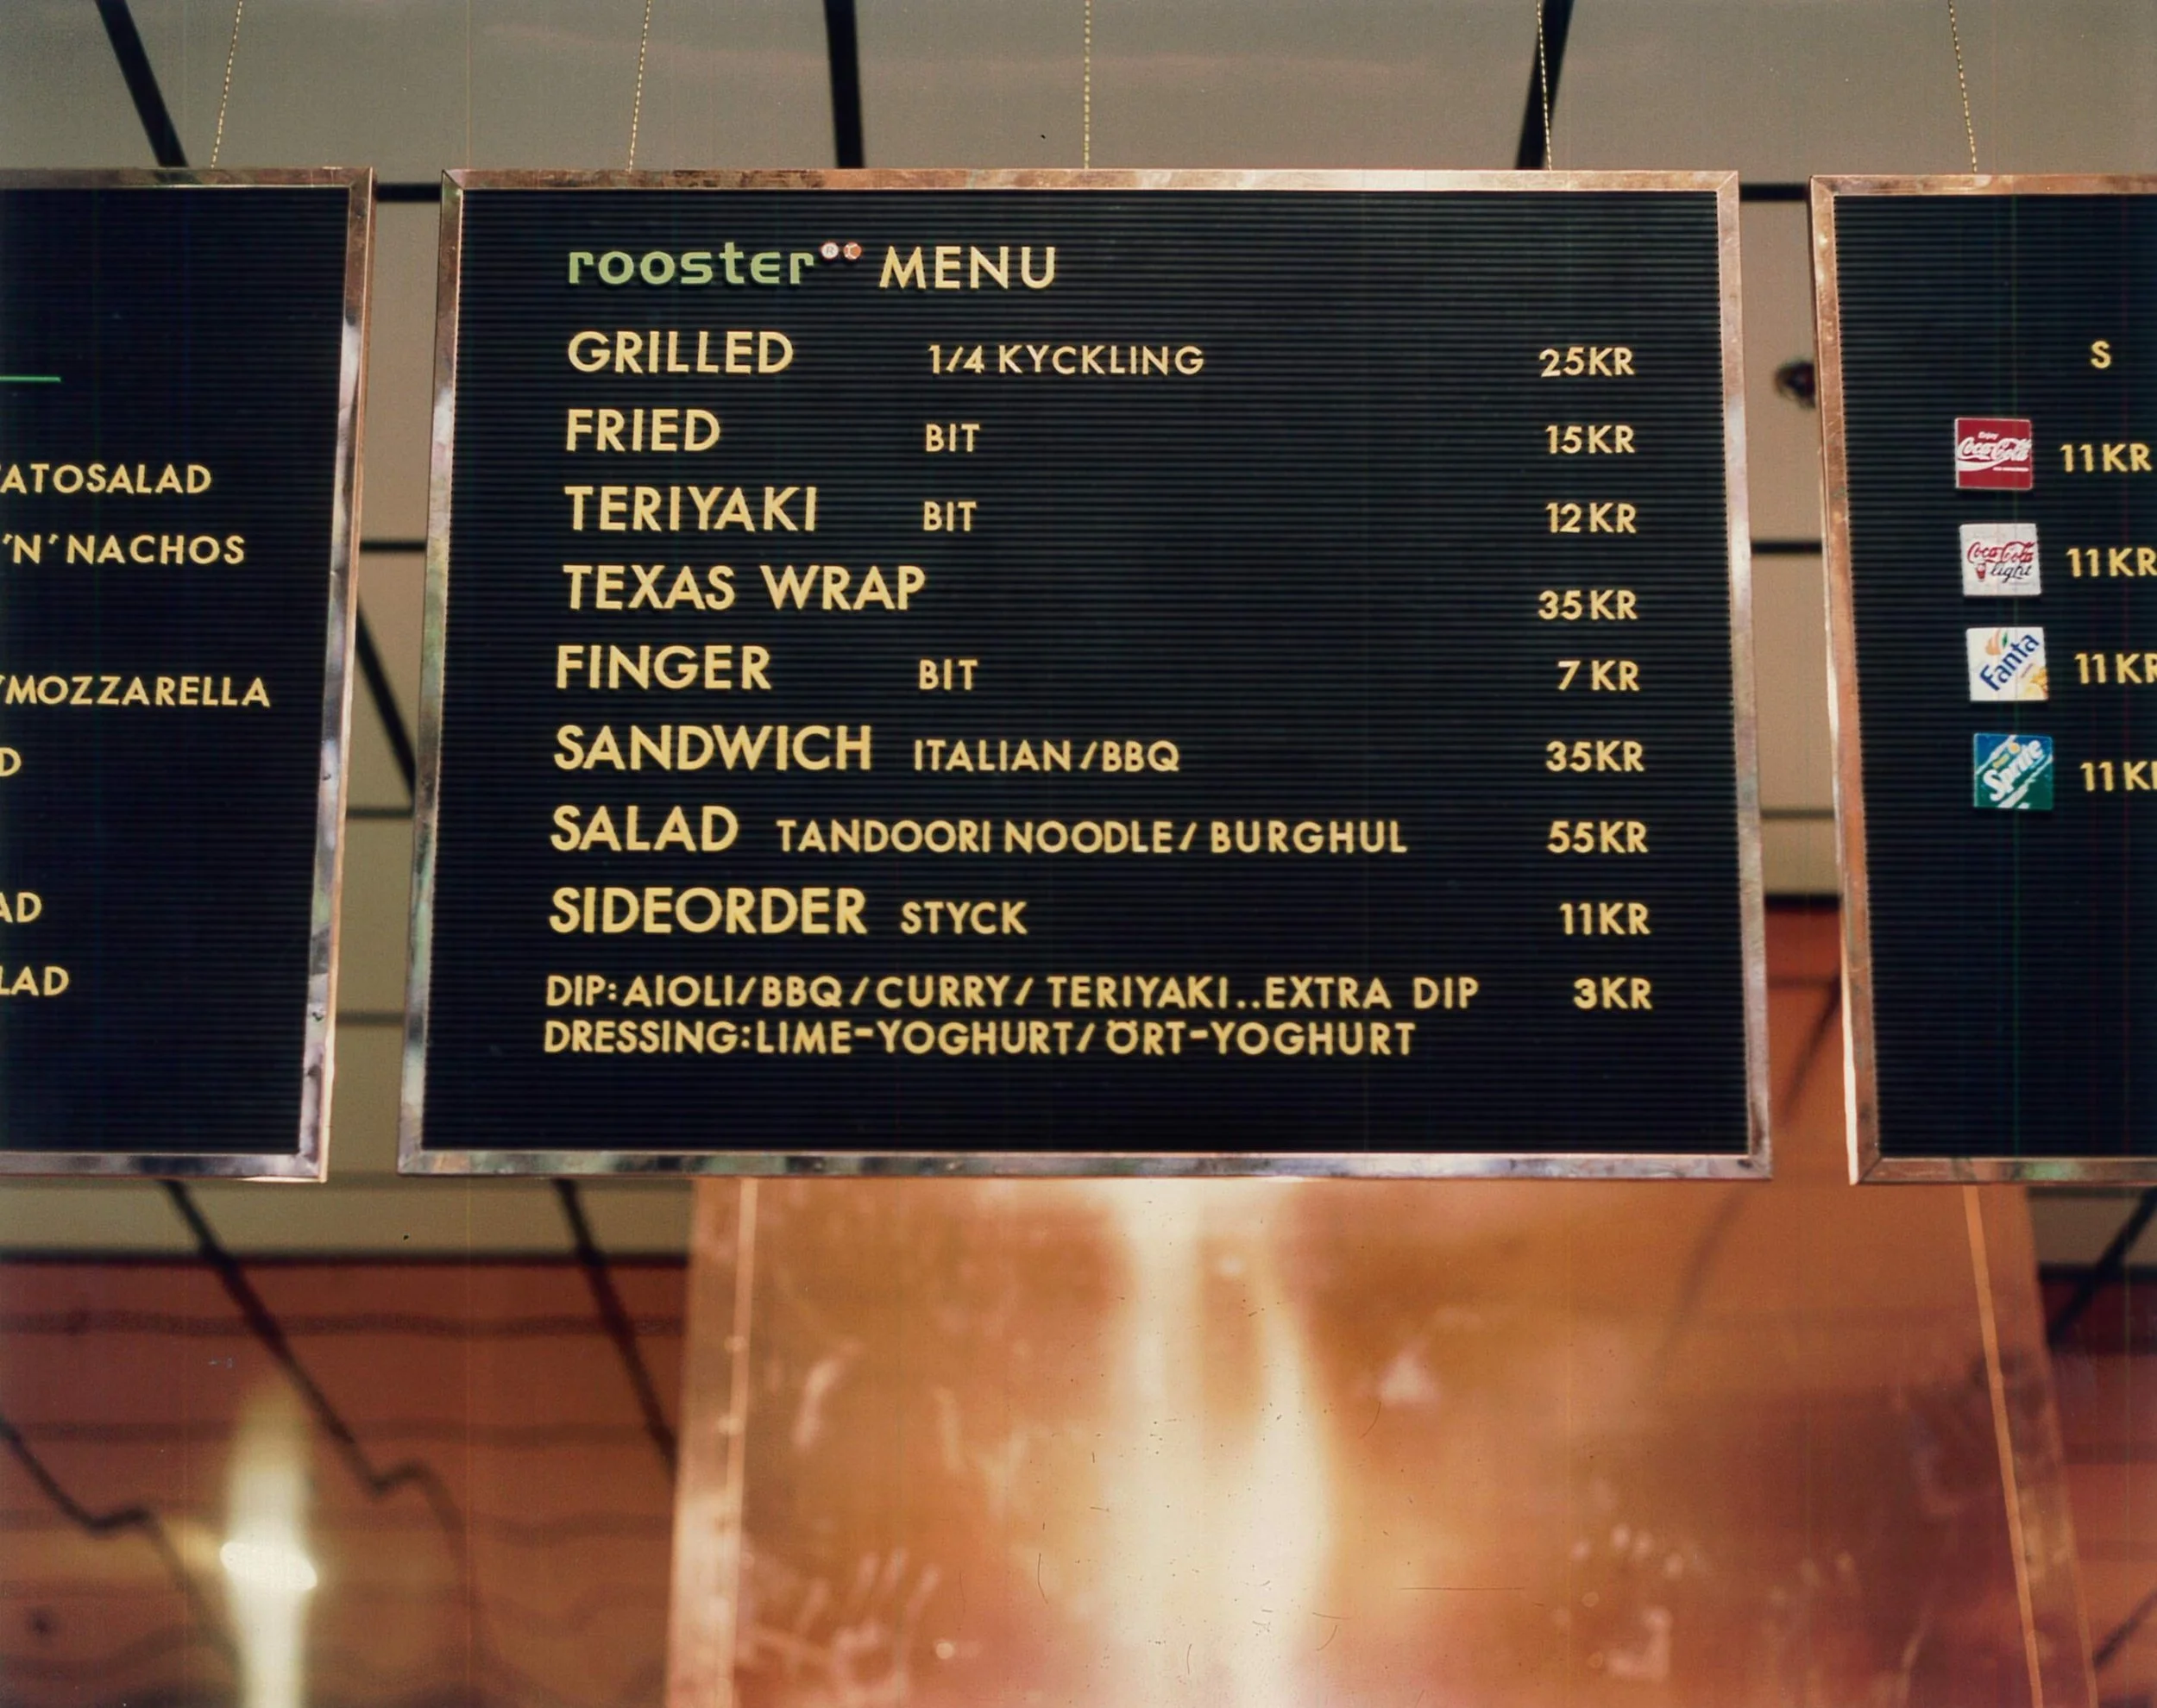 ATOSALAD
'N' NACHOS
/MOZZARELLA
D
AD
LAD
rooster MENU
GRILLED 1/4 KYCKLING 25KR
FRIED BIT 15KR
TERIYAKI BIT 12KR
TEXAS WRAP 35KR
FINGER BIT 7 KR
SANDWICH ITALIAN/BBQ 35KR
SALAD TANDOORI NOODLE/ BURGHUL 55KR
SIDEORDER STYCK 11KR
DIP:AIOLI/BBQ/CURRY/ TERIYAKI..EXTRA DIP 3KR
DRESSING:LIME-YOGHURT/ÖRT-YOGHURT
S
Enjoy
Coca-Cola 11KR
Coca-Cola light 11KR
Fanta 11KR
Sprite 11K